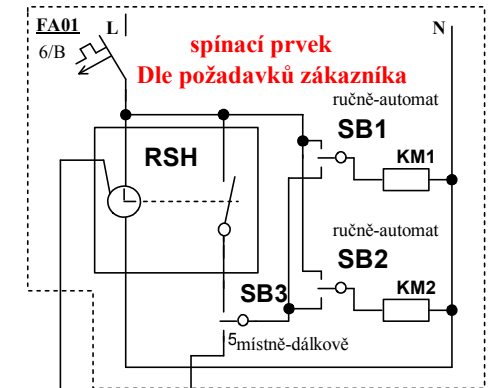 FA01
L
N
6/B
spínací prvek
Dle požadavků zákazníka
ručně-automat
SB1
RSH
KM1
ručně-automat
SB2
KM2
SB3
5
místně-dálkově